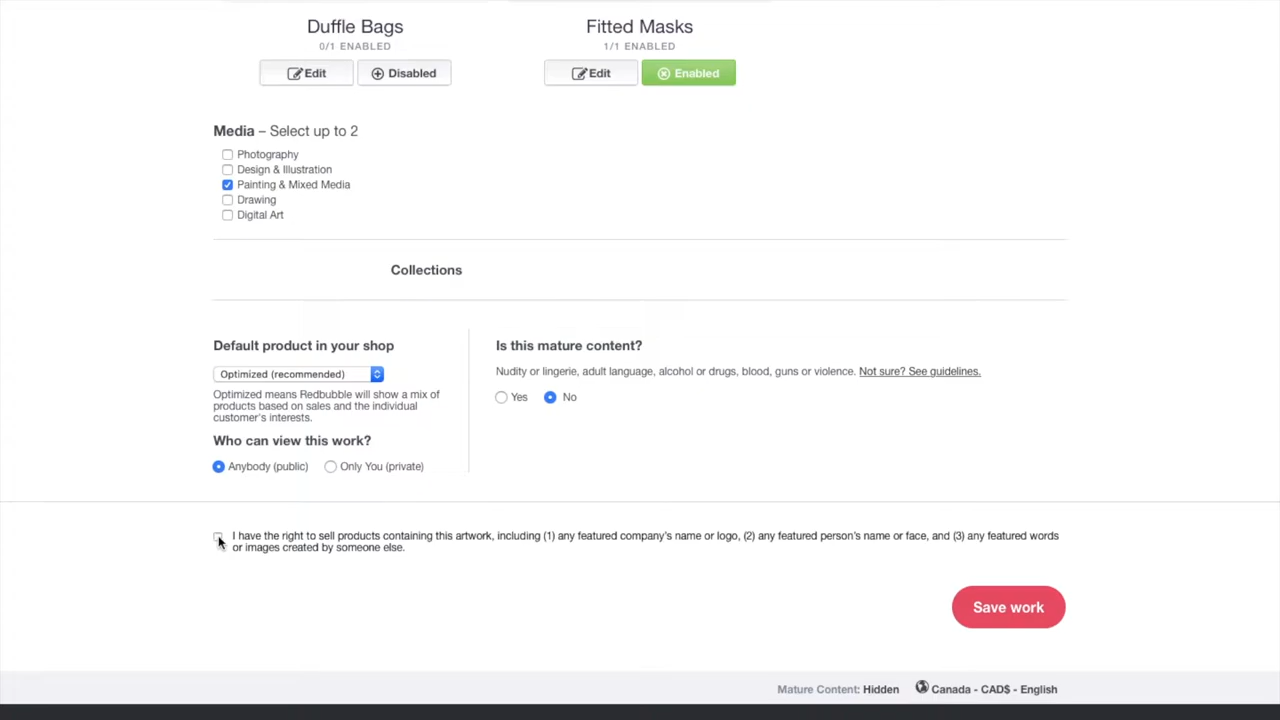 Duffle Bags
0/1 ENABLED
Edit
Disabled
Fitted Masks
1/1 ENABLED
Edit
Enabled
Media – Select up to 2
Photography
Design & Illustration
Painting & Mixed Media
Drawing
Digital Art
Collections
Default product in your shop
Optimized (recommended)
Optimized means Redbubble will show a mix of
products based on sales and the individual
customer's interests.
Who can view this work?
Anybody (public)
Only You (private)
Is this mature content?
Nudity or lingerie, adult language, alcohol or drugs, blood, guns or violence. Not sure? See guidelines.
Yes
No
I have the right to sell products containing this artwork, including (1) any featured company's name or logo, (2) any featured person's name or face, and (3) any featured words
or images created by someone else.
Save work
Mature Content: Hidden
Canada - CAD$ - English